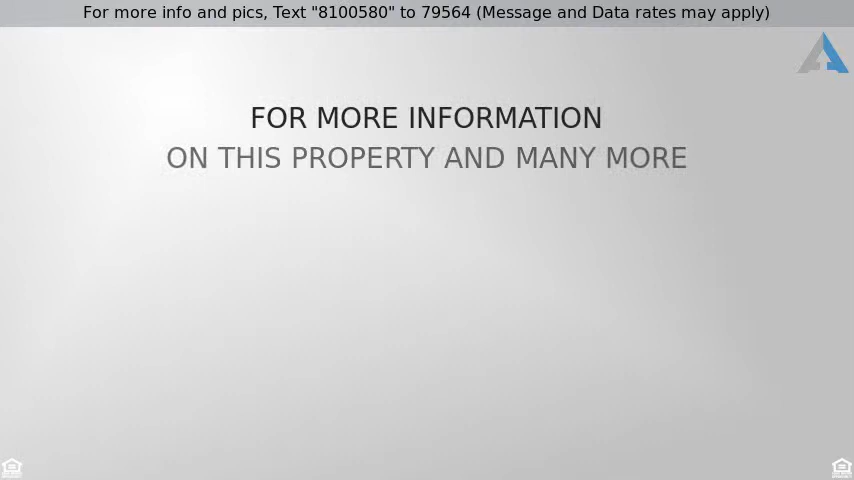 For more info and pics, Text "8100580" to 79564 (Message and Data rates may apply)
FOR MORE INFORMATION
ON THIS PROPERTY AND MANY MORE